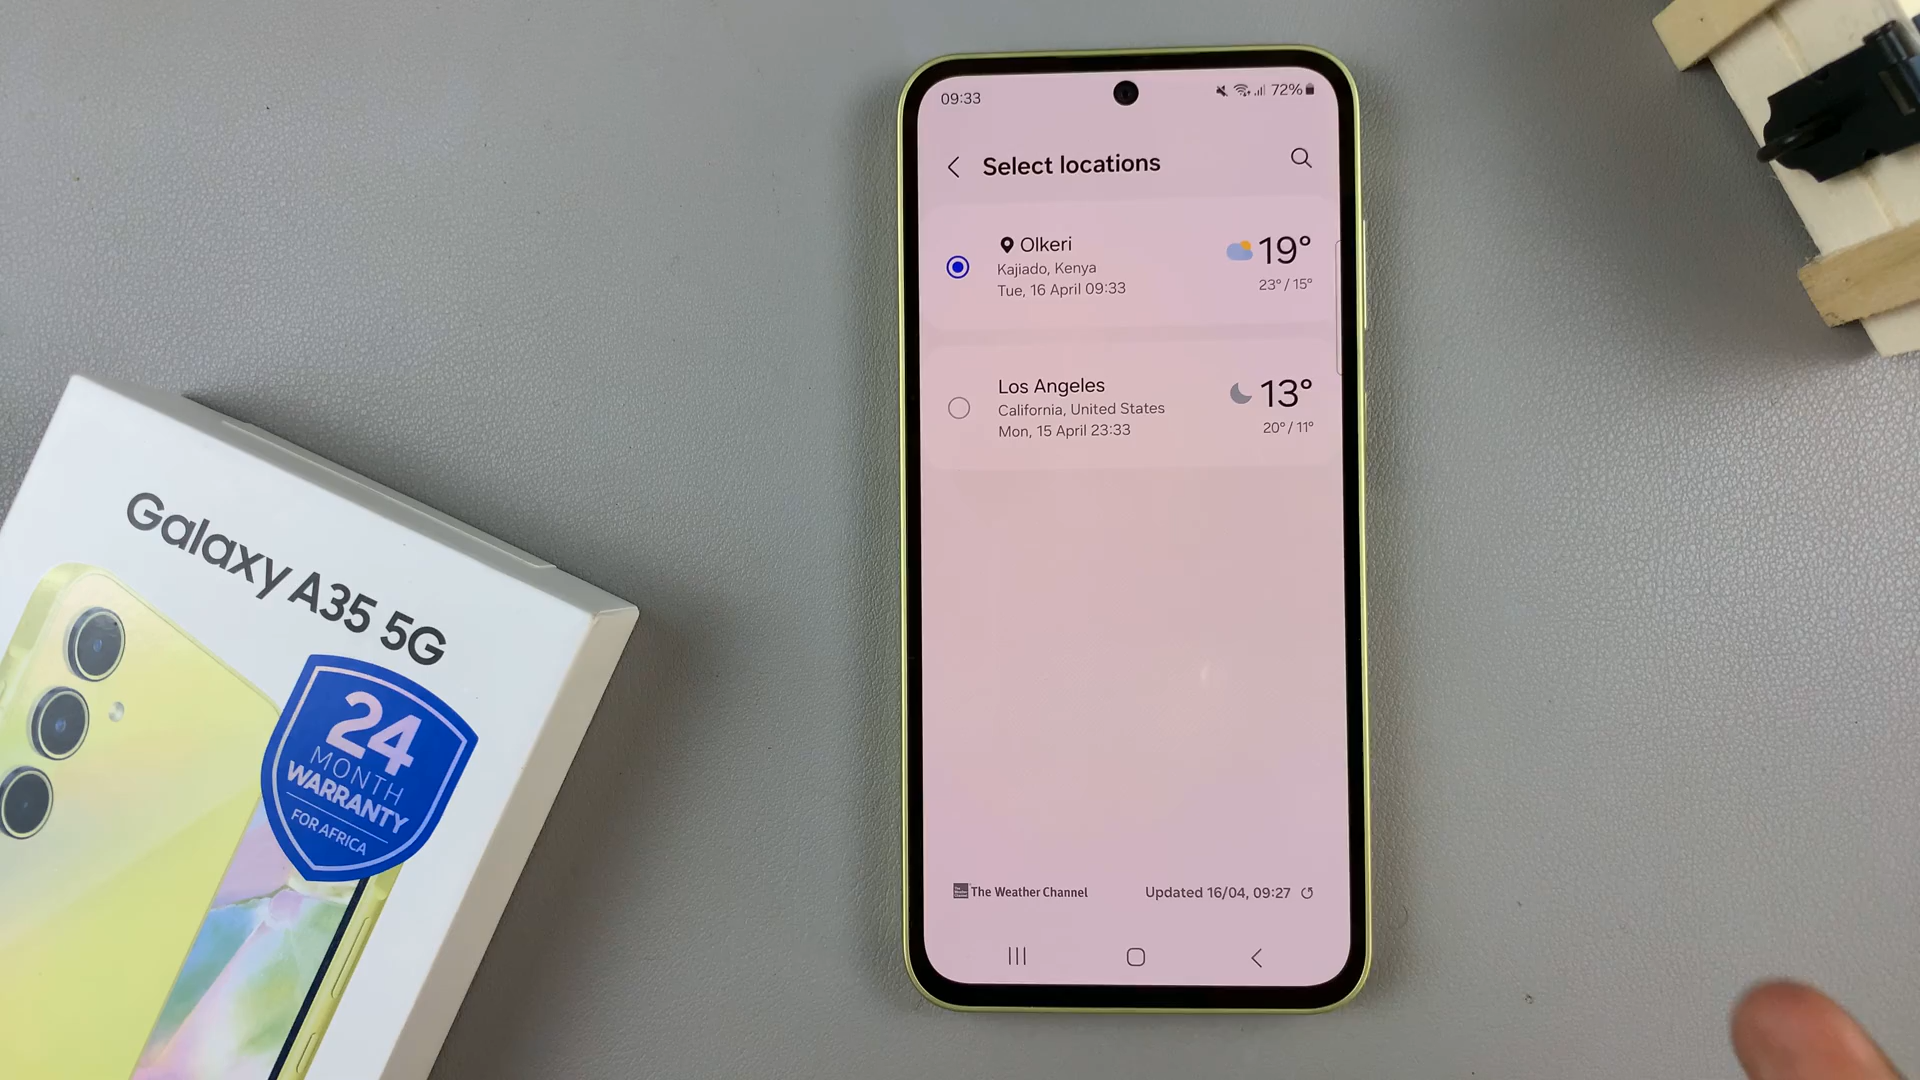 09:33
72%
Select locations
Olkeri
19°
Kajiado, Kenya
Tue, 16 April 09:33
23° / 15°
Los Angeles
13°
California, United States
Mon, 15 April 23:33
20° / 11°
The Weather Channel
Updated 16/04, 09:27
Galaxy A35 5G
24
MONTH
WARRANTY
FOR AFRICA